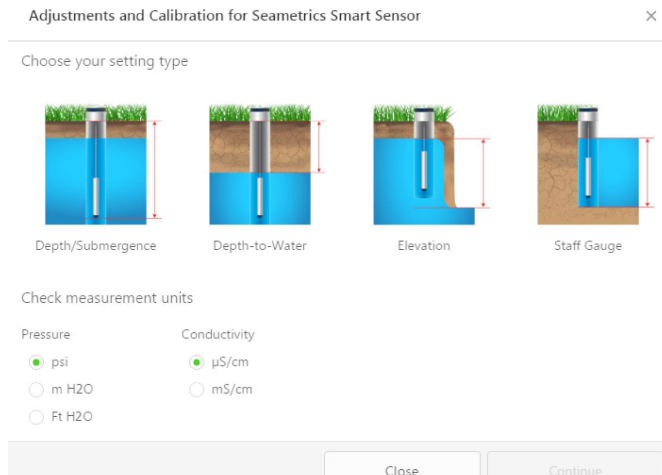 Adjustments and Calibration for Seametrics Smart Sensor
Choose your setting type
Depth/Submergence Depth-to-Water Elevation Staff Gauge
Check measurement units
Pressure Conductivity
psi µS/cm
m H2O mS/cm
Ft H2O
Close Continue